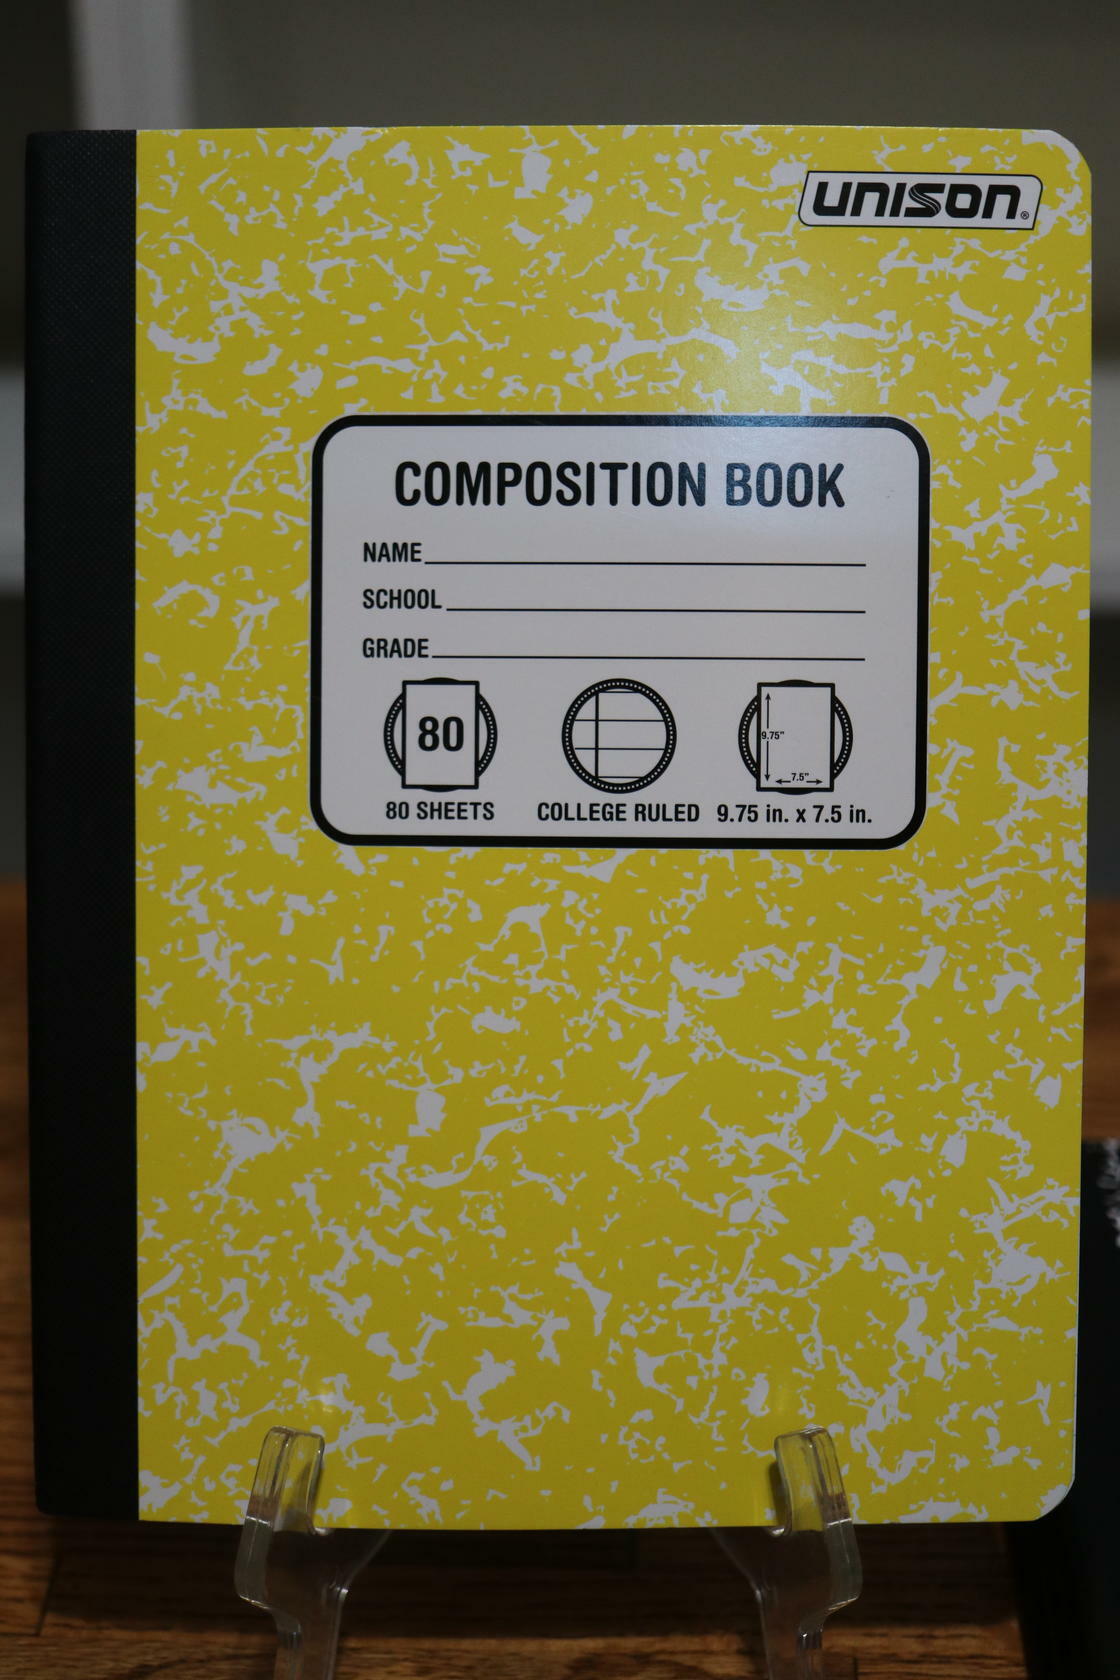 UNISON®
COMPOSITION BOOK
NAME
SCHOOL
GRADE
80
9.75"
7.5"
80 SHEETS
COLLEGE RULED
9.75 in. x 7.5 in.